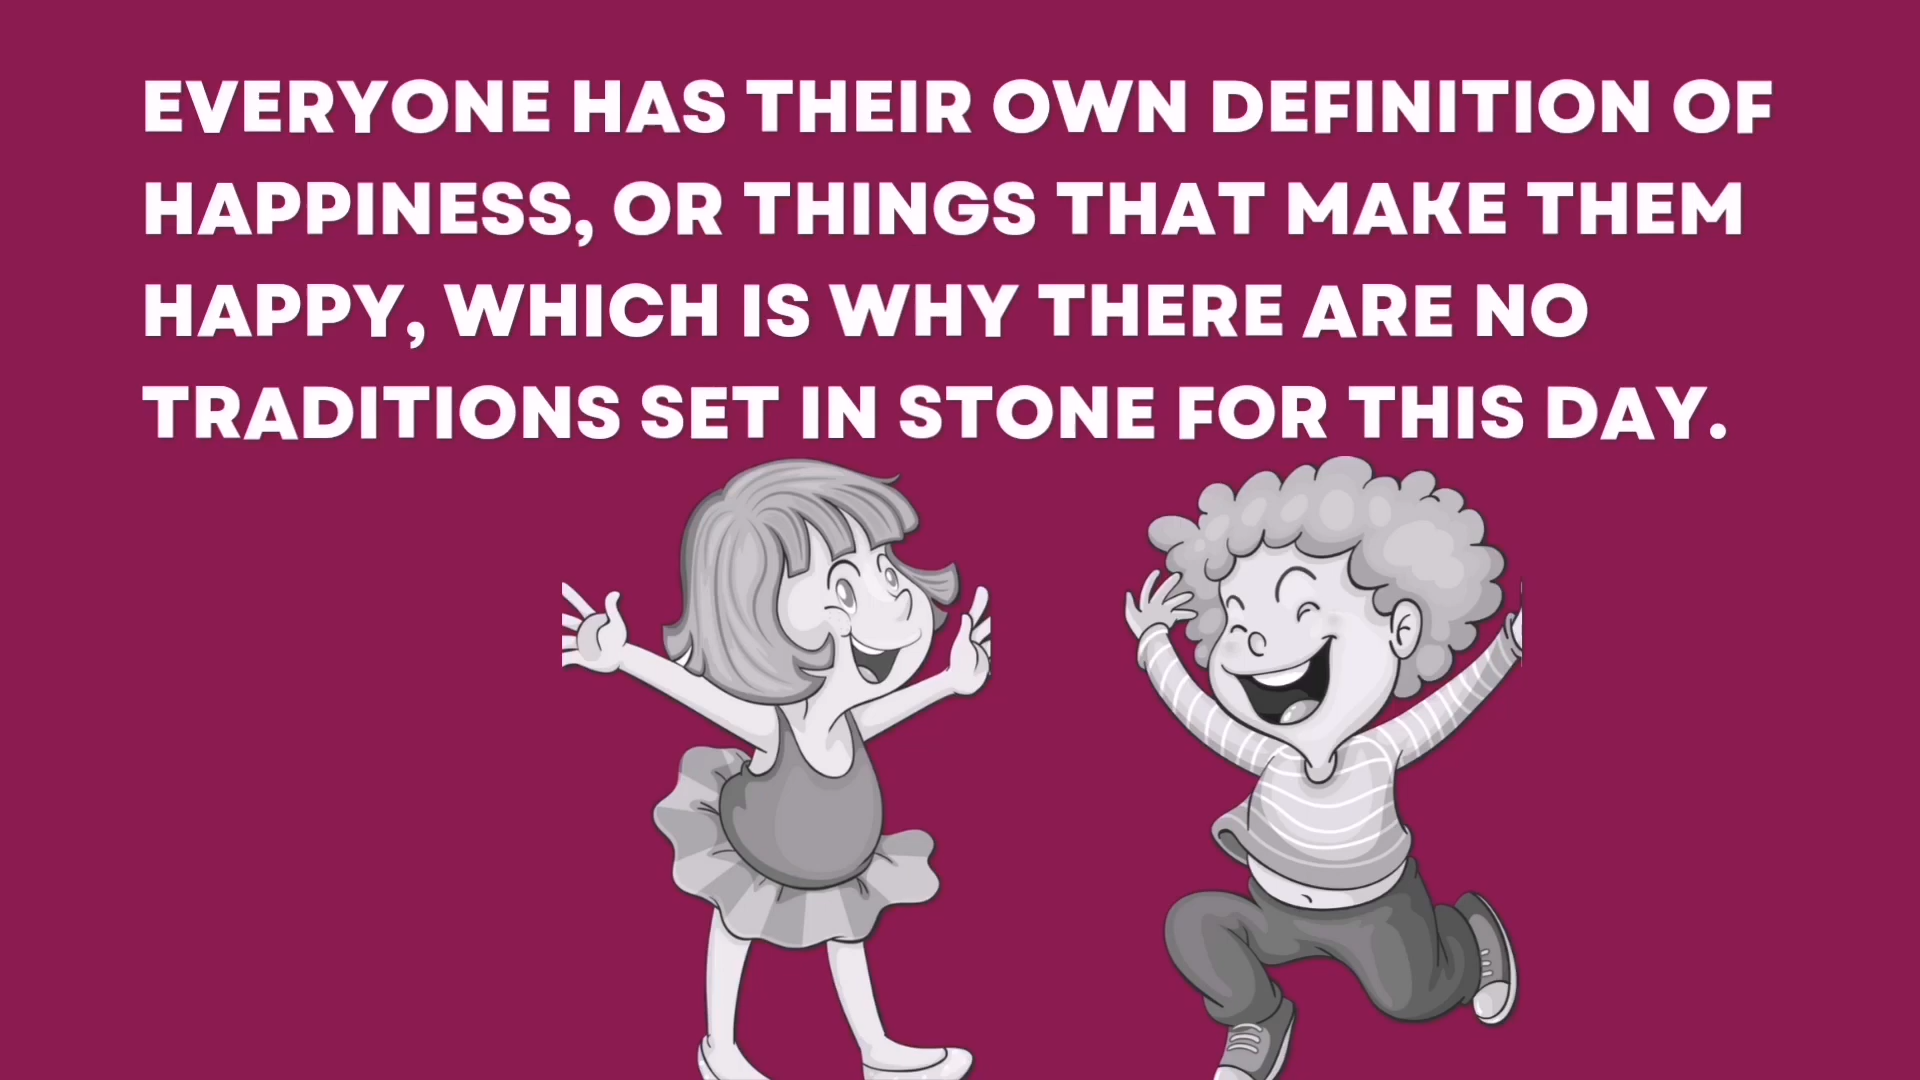 EVERYONE HAS THEIR OWN DEFINITION OF
HAPPINESS, OR THINGS THAT MAKE THEM
HAPPY, WHICH IS WHY THERE ARE NO
TRADITIONS SET IN STONE FOR THIS DAY.